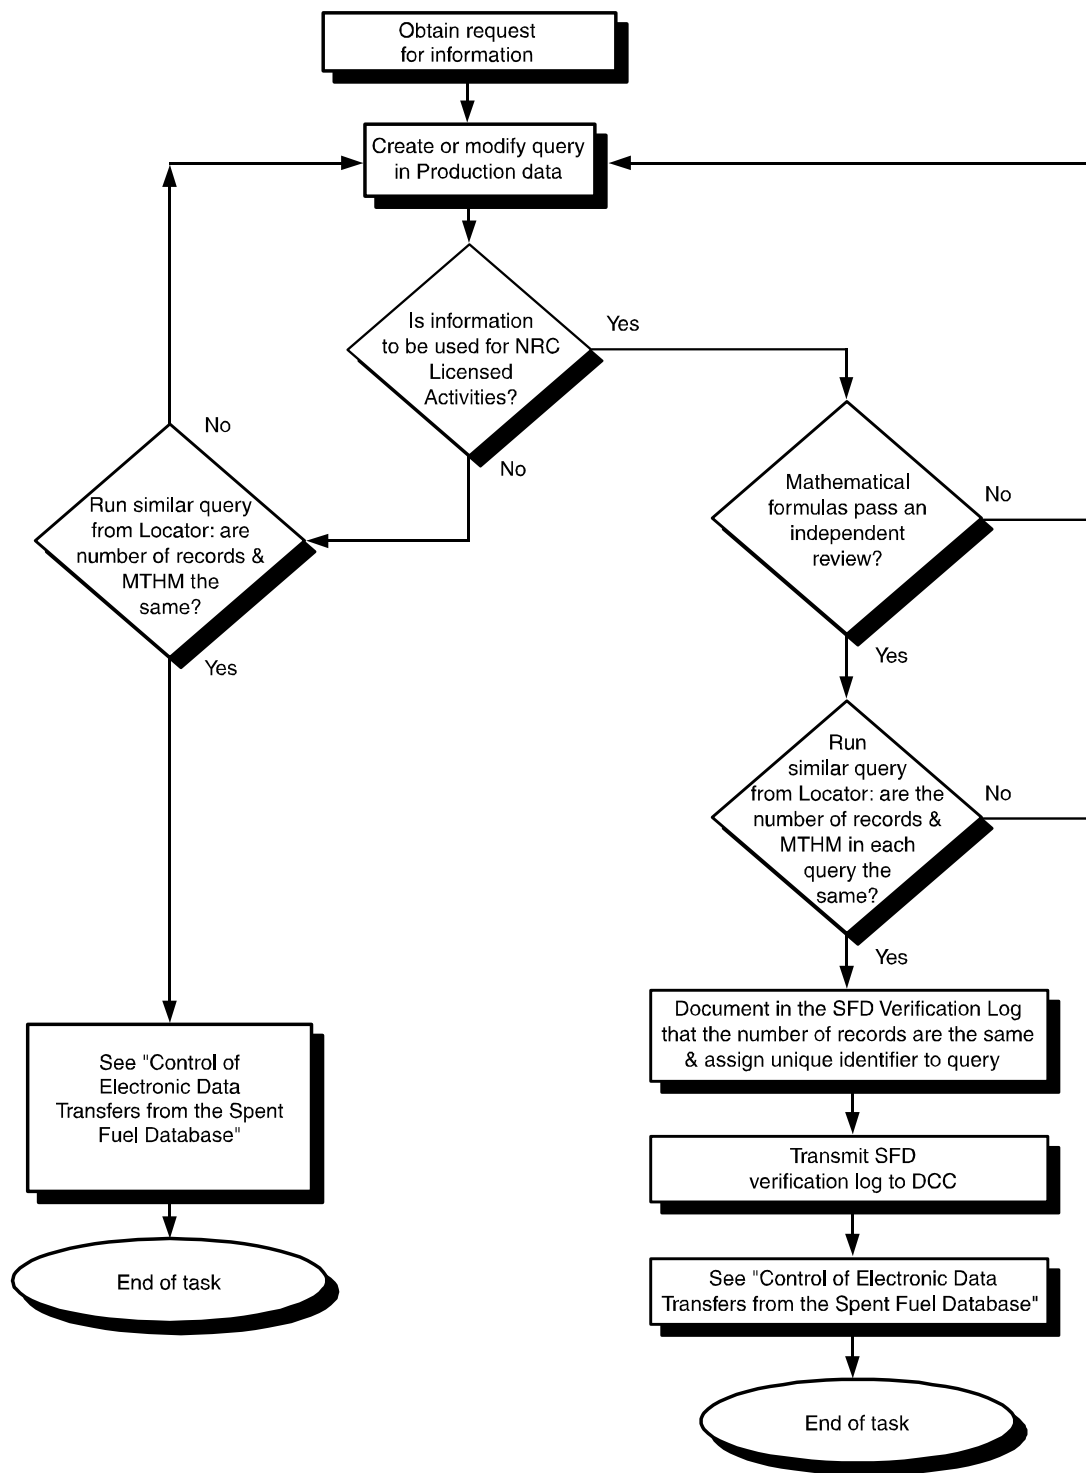 Obtain request
for information
Create or modify query
in Production data
Is information
to be used for NRC
Licensed
Activities?
Yes
No
No
Run similar query
from Locator: are
number of records &
MTHM the
same?
Yes
Mathematical
formulas pass an
independent
review?
No
Yes
Run
similar query
from Locator: are the
number of records &
MTHM in each
query the
same?
No
Yes
See "Control of
Electronic Data
Transfers from the Spent
Fuel Database"
End of task
Document in the SFD Verification Log
that the number of records are the same
& assign unique identifier to query
Transmit SFD
verification log to DCC
See "Control of Electronic Data
Transfers from the Spent Fuel Database"
End of task